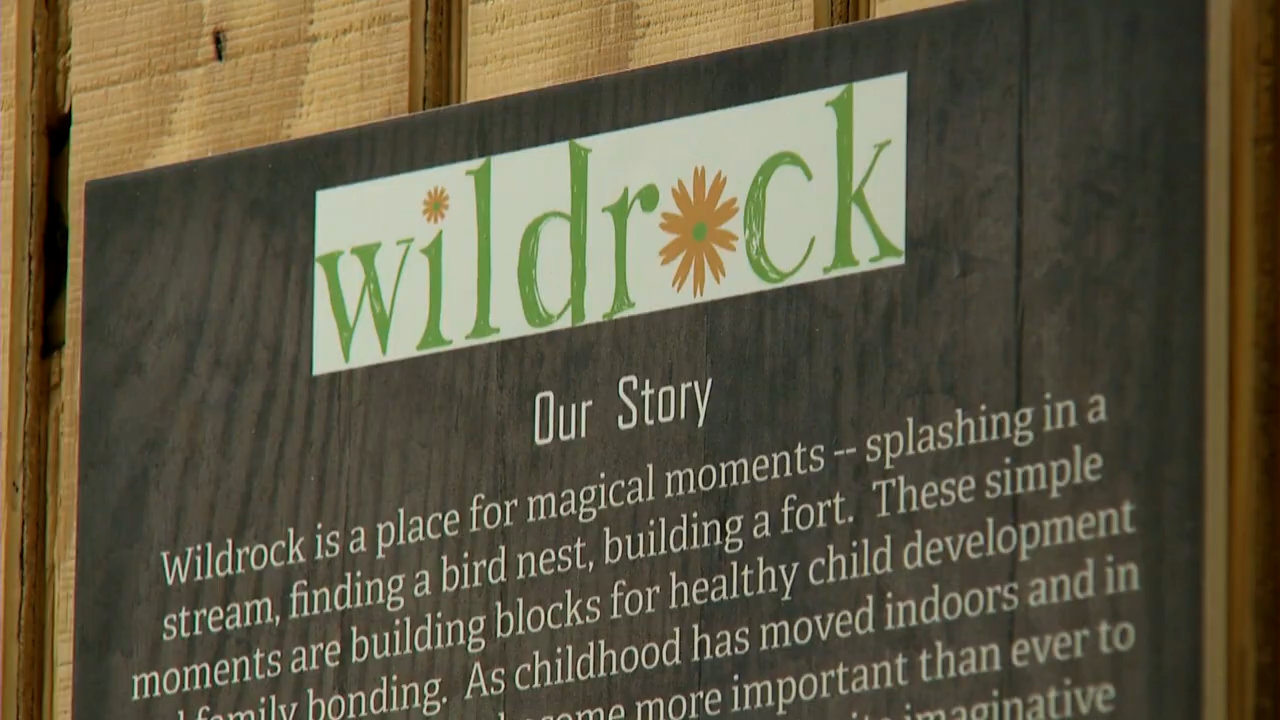 wildrock
Our Story
Wildrock is a place for magical moments -- splashing in a
stream, finding a bird nest, building a fort. These simple
moments are building blocks for healthy child development
family bonding. As childhood has moved indoors and in
more important than ever to
imaginative